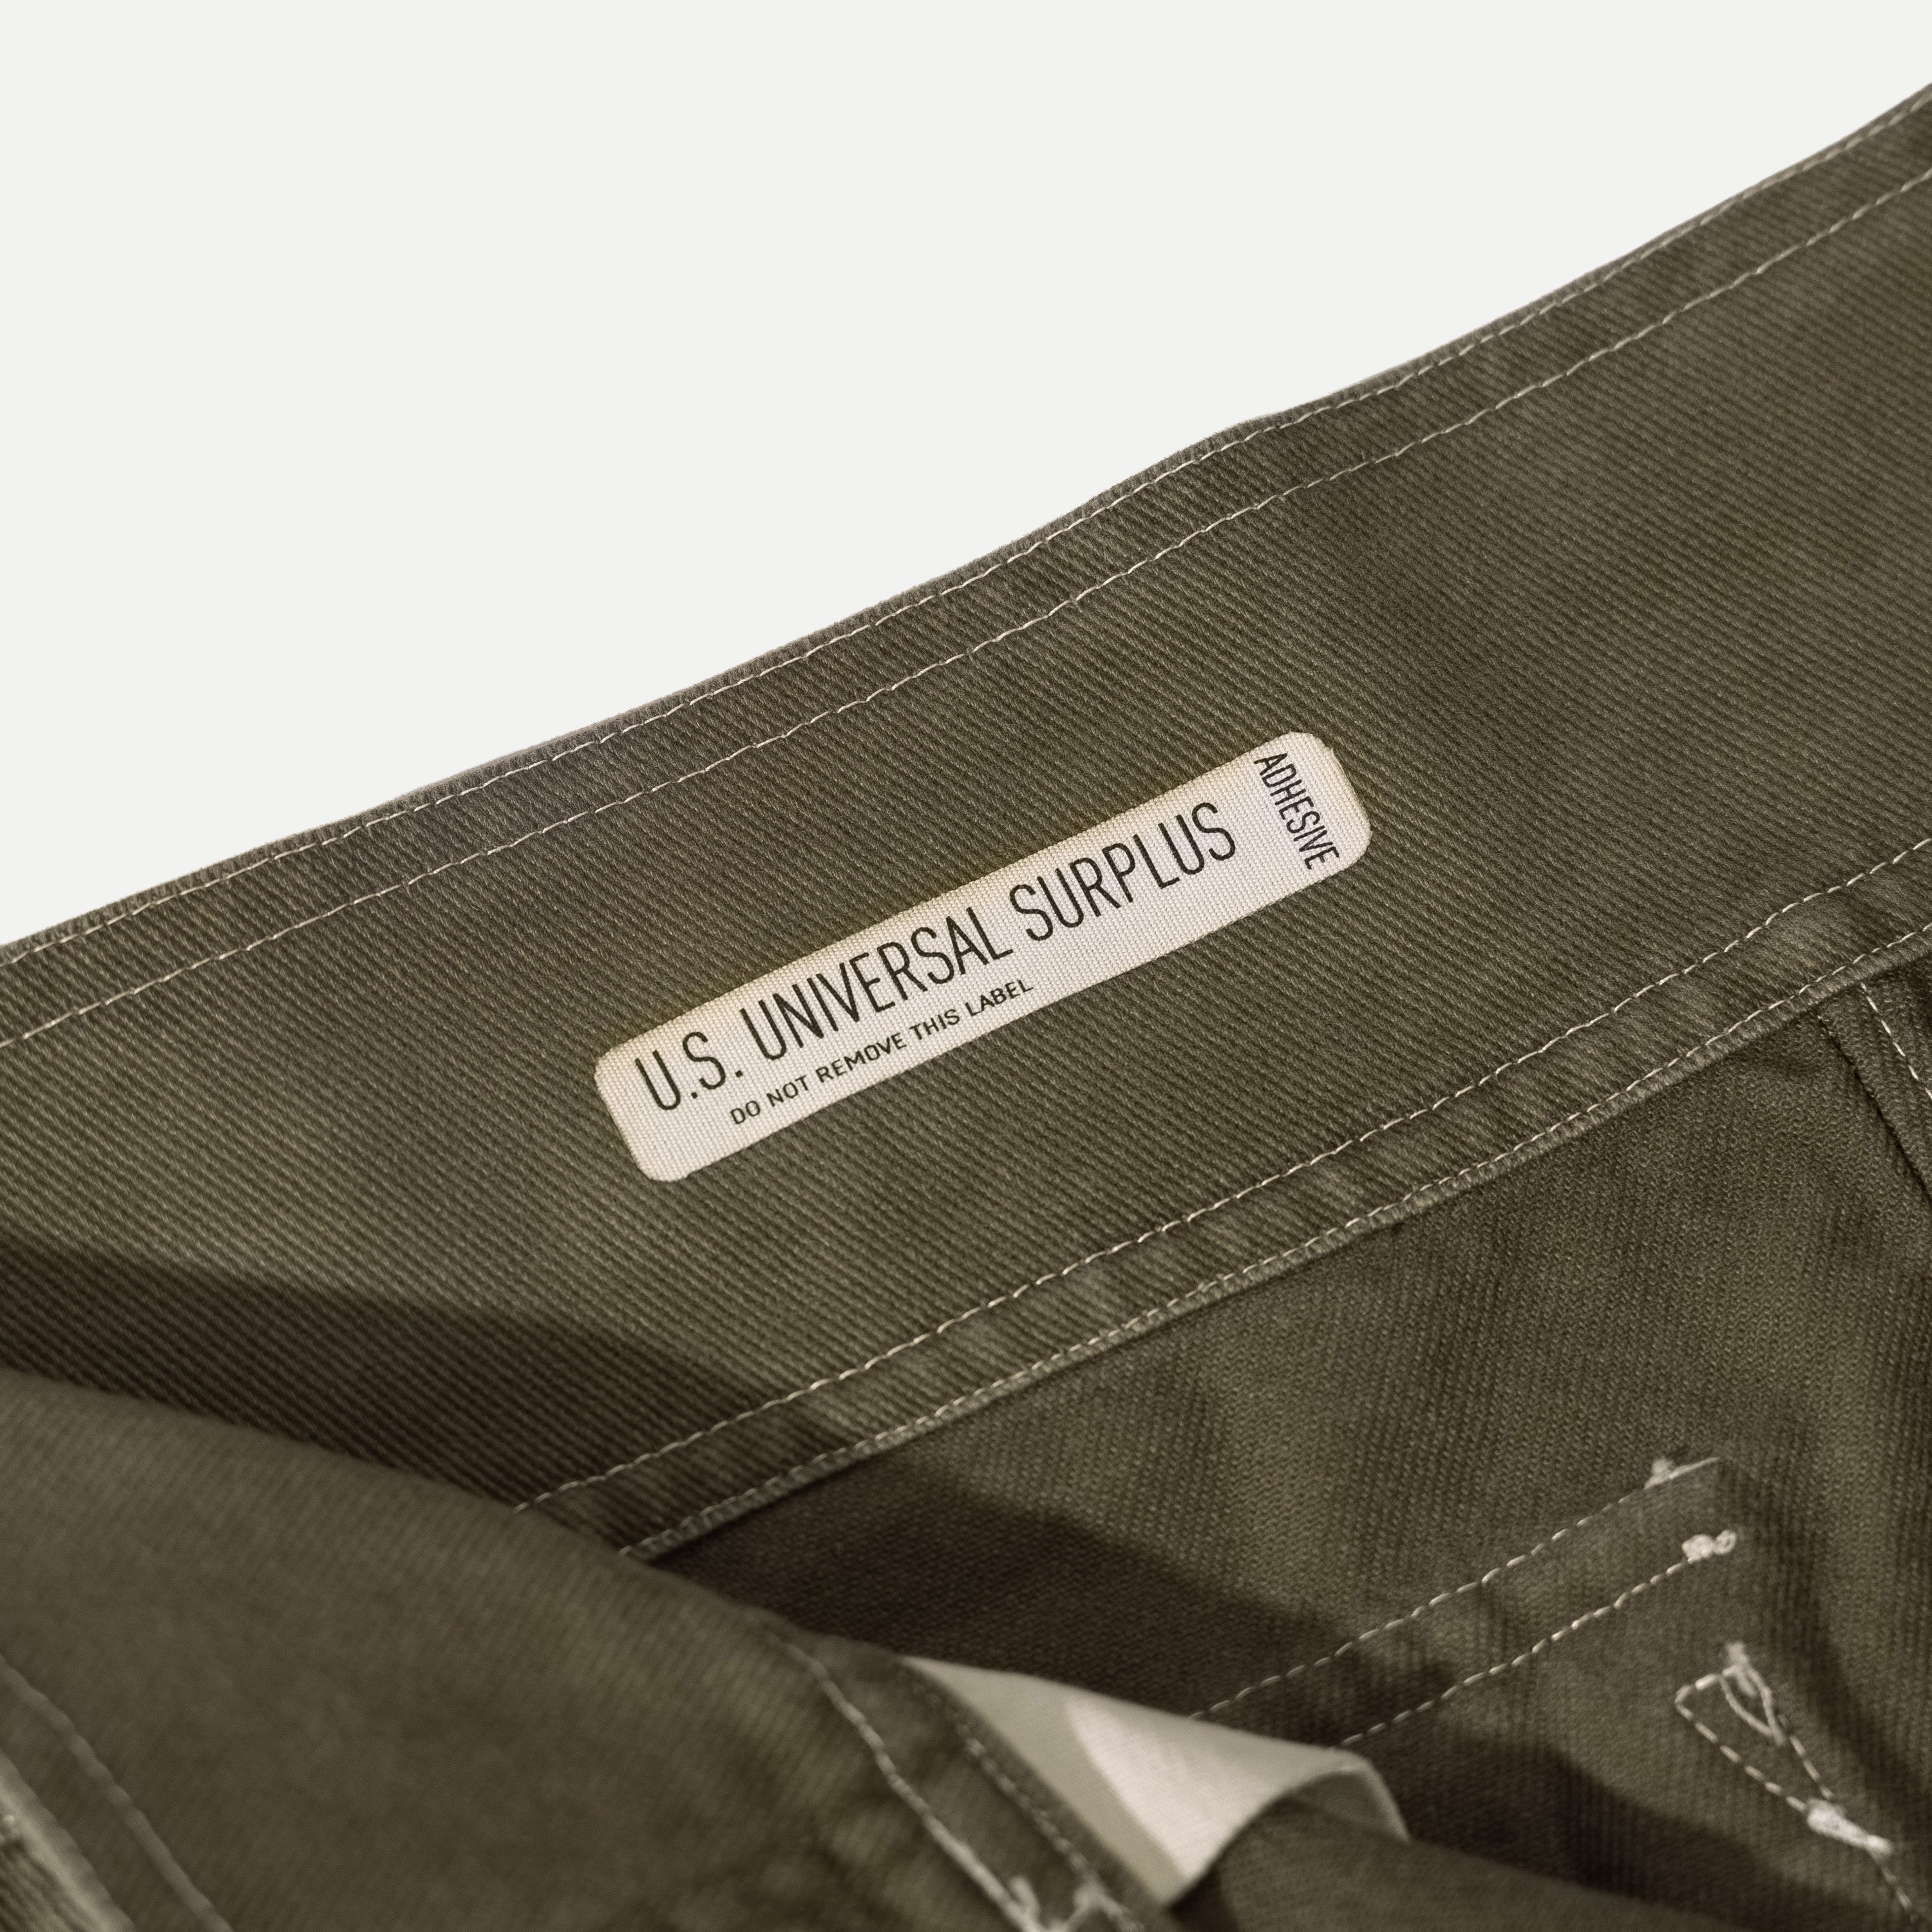 U.S. UNIVERSAL SURPLUS
DO NOT REMOVE THIS LABEL
ADHESIVE